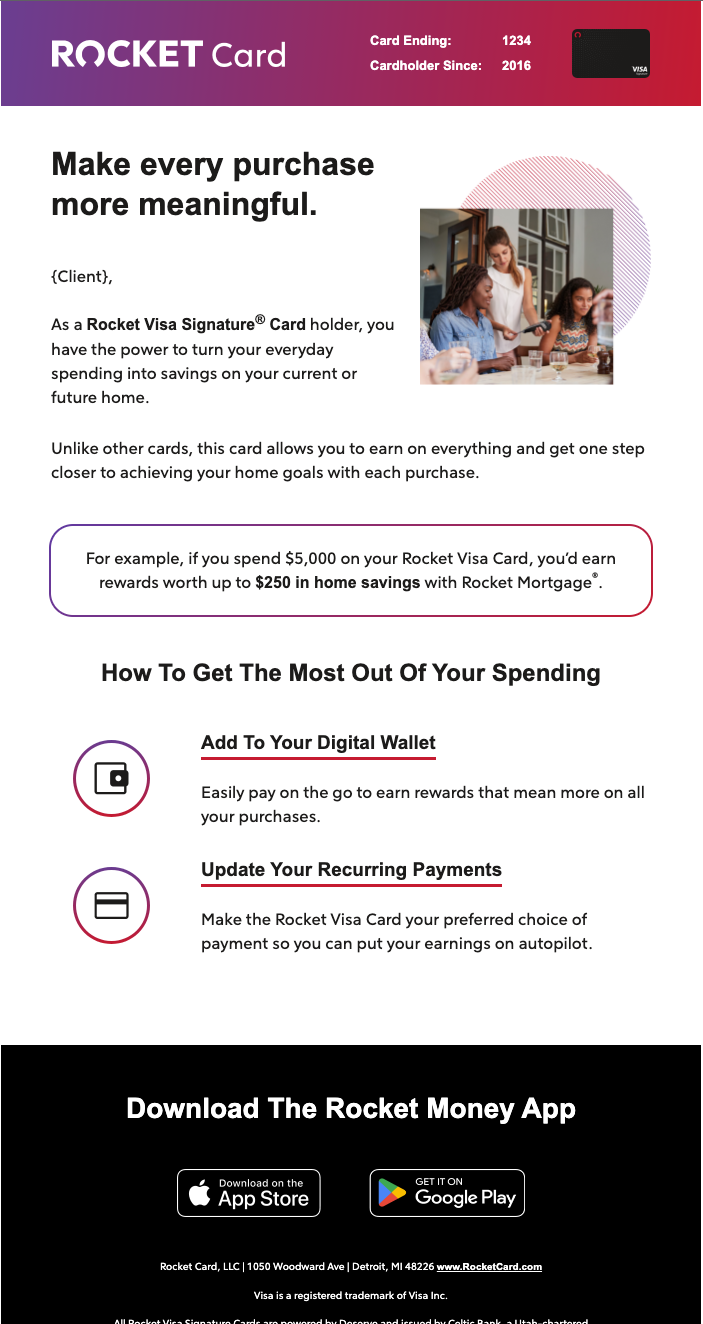 ROCKET Card
Card Ending: 1234
Cardholder Since: 2016
VISA
Signature
Make every purchase
more meaningful.
{Client},
As a Rocket Visa Signature® Card holder, you
have the power to turn your everyday
spending into savings on your current or
future home.
Unlike other cards, this card allows you to earn on everything and get one step
closer to achieving your home goals with each purchase.
For example, if you spend $5,000 on your Rocket Visa Card, you’d earn
rewards worth up to $250 in home savings with Rocket Mortgage®.
How To Get The Most Out Of Your Spending
Add To Your Digital Wallet
Easily pay on the go to earn rewards that mean more on all
your purchases.
Update Your Recurring Payments
Make the Rocket Visa Card your preferred choice of
payment so you can put your earnings on autopilot.
Download The Rocket Money App
Download on the
App Store
GET IT ON
Google Play
Rocket Card, LLC | 1050 Woodward Ave | Detroit, MI 48226 www.RocketCard.com
Visa is a registered trademark of Visa Inc.
All Rocket Visa Signature Cards are powered by Deserve and issued by Celtic Bank, a Utah-chartered